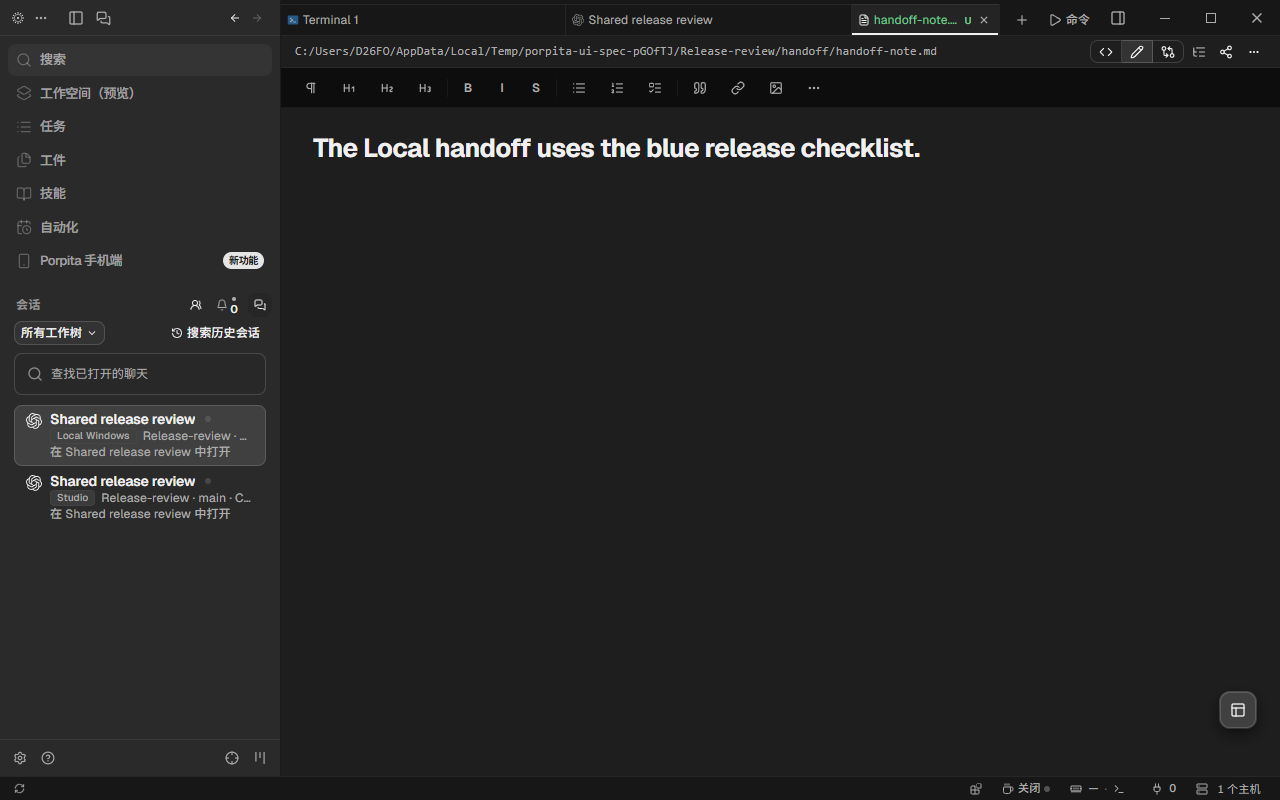 Terminal 1
Shared release review
handoff-note.... U
命令
搜索
C:/Users/D26FO/AppData/Local/Temp/porpita-ui-spec-pGOfTJ/Release-review/handoff/handoff-note.md
工作空间（预览）
H1 H2 H3 B I S
任务
工件
The Local handoff uses the blue release checklist.
技能
自动化
Porpita 手机端 新功能
会话 0
所有工作树 搜索历史会话
查找已打开的聊天
Shared release review
Local Windows Release-review · ...
在 Shared release review 中打开
Shared release review
Studio Release-review · main · C...
在 Shared release review 中打开
关闭 — · 0 1 个主机